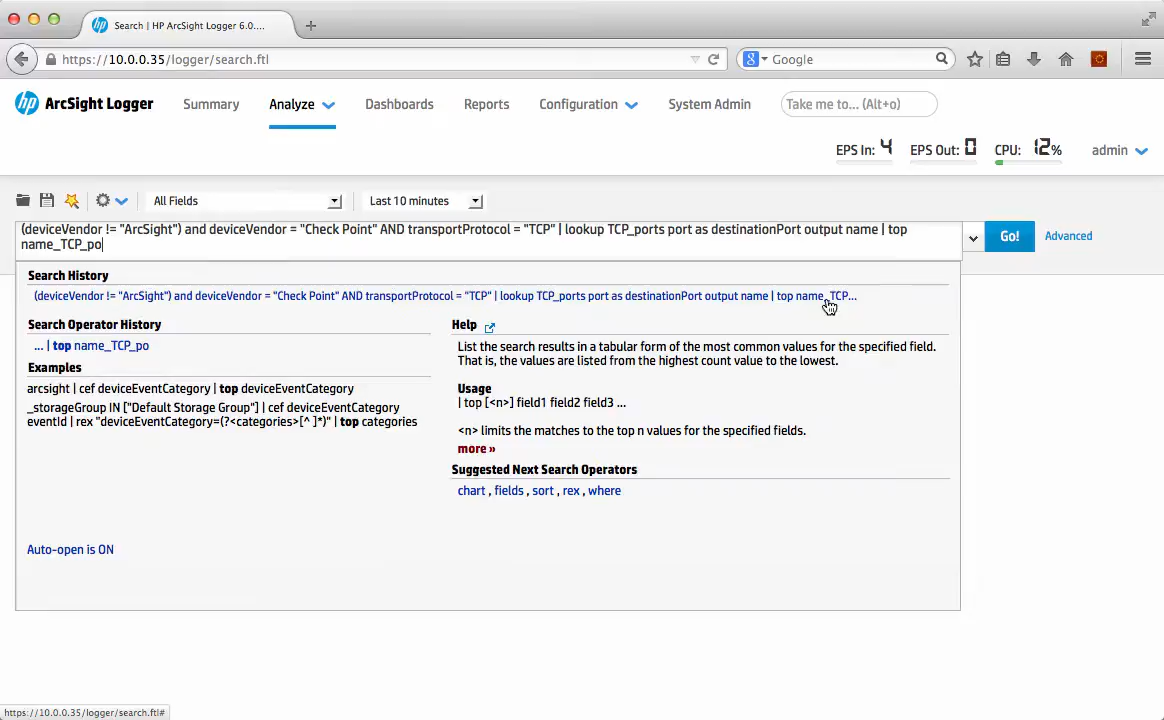 Search | HP ArcSight Logger 6.0....
https://10.0.0.35/logger/search.ftl
Google
hp ArcSight Logger
Summary
Analyze
Dashboards
Reports
Configuration
System Admin
Take me to... (Alt+o)
EPS In: 4
EPS Out: 0
CPU: 12%
admin
All Fields
Last 10 minutes
(deviceVendor != "ArcSight") and deviceVendor = "Check Point" AND transportProtocol = "TCP" | lookup TCP_ports port as destinationPort output name | top
name_TCP_po
Go!
Advanced
Search History
(deviceVendor != "ArcSight") and deviceVendor = "Check Point" AND transportProtocol = "TCP" | lookup TCP_ports port as destinationPort output name | top name_TCP...
Search Operator History
... | top name_TCP_po
Examples
arcsight | cef deviceEventCategory | top deviceEventCategory
_storageGroup IN ["Default Storage Group"] | cef deviceEventCategory
eventId | rex "deviceEventCategory=(?<categories>[^ ]*)" | top categories
Auto-open is ON
Help
List the search results in a tabular form of the most common values for the specified field.
That is, the values are listed from the highest count value to the lowest.
Usage
| top [<n>] field1 field2 field3 ...
<n> limits the matches to the top n values for the specified fields.
more »
Suggested Next Search Operators
chart , fields , sort , rex , where
https://10.0.0.35/logger/search.ftl#